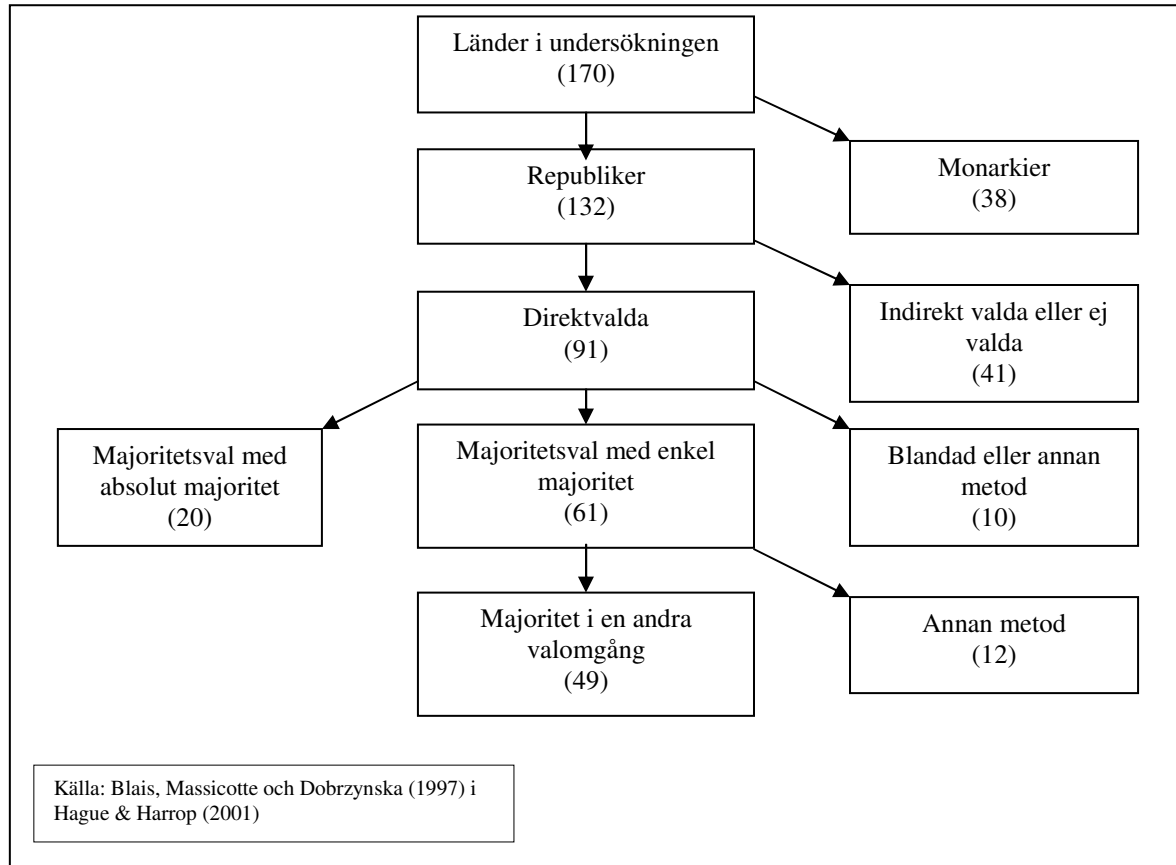 Länder i undersökningen
(170)
Monarkier
(38)
Republiker
(132)
Indirekt valda eller ej
valda
(41)
Direktvalda
(91)
Majoritetsval med
absolut majoritet
(20)
Majoritetsval med enkel
majoritet
(61)
Blandad eller annan
metod
(10)
Majoritet i en andra
valomgång
(49)
Annan metod
(12)
Källa: Blais, Massicotte och Dobrzynska (1997) i
Hague & Harrop (2001)